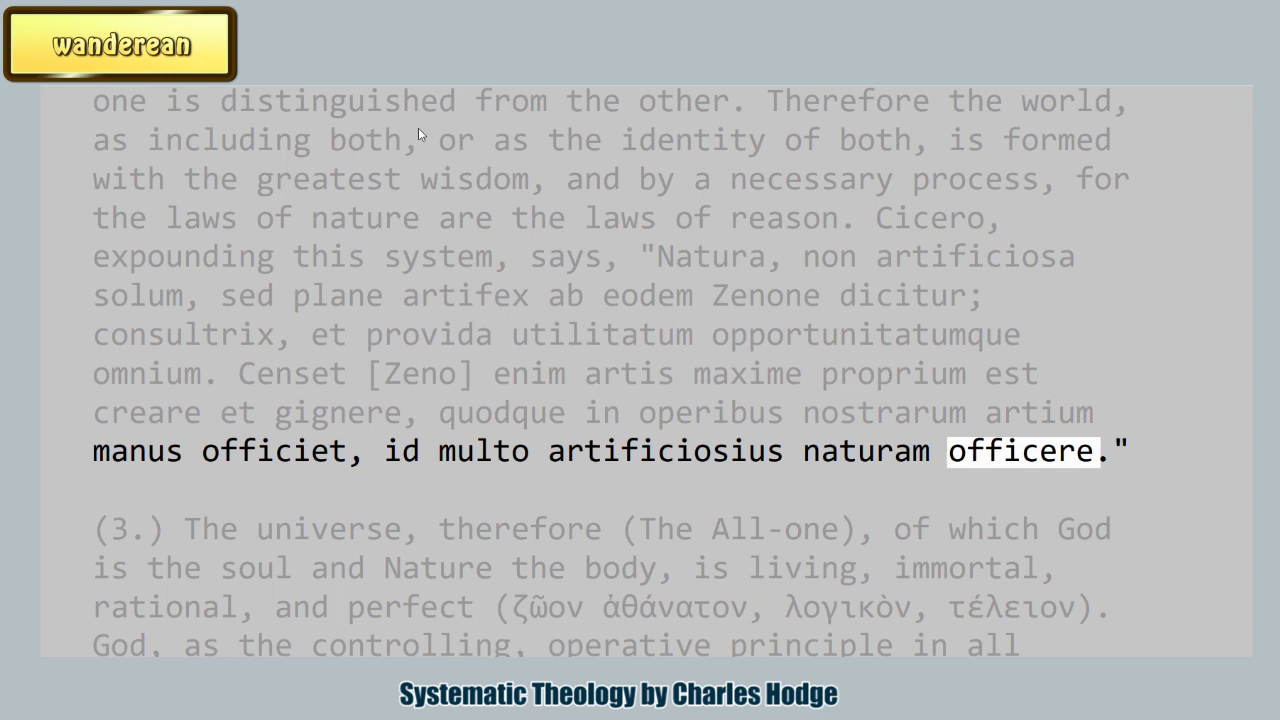 wanderean
one is distinguished from the other. Therefore the world,
as including both, or as the identity of both, is formed
with the greatest wisdom, and by a necessary process, for
the laws of nature are the laws of reason. Cicero,
expounding this system, says, "Natura, non artificiosa
solum, sed plane artifex ab eodem Zenone dicitur;
consultrix, et provida utilitatum opportunitatumque
omnium. Censet [Zeno] enim artis maxime proprium est
creare et gignere, quodque in operibus nostrarum artium
manus officiet, id multo artificiosius naturam officere."
(3.) The universe, therefore (The All-one), of which God
is the soul and Nature the body, is living, immortal,
rational, and perfect (ζῶον ἀθάνατον, λογικὸν, τέλειον).
God, as the controlling, operative principle in all
Systematic Theology by Charles Hodge